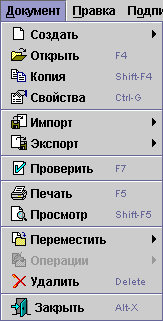 Документ Правка Подпи
Создать
Открыть F4
Копия Shift-F4
Свойства Ctrl-G
Импорт
Экспорт
Проверить F7
Печать F5
Просмотр Shift-F5
Переместить
Операции
Удалить Delete
Закрыть Alt-X